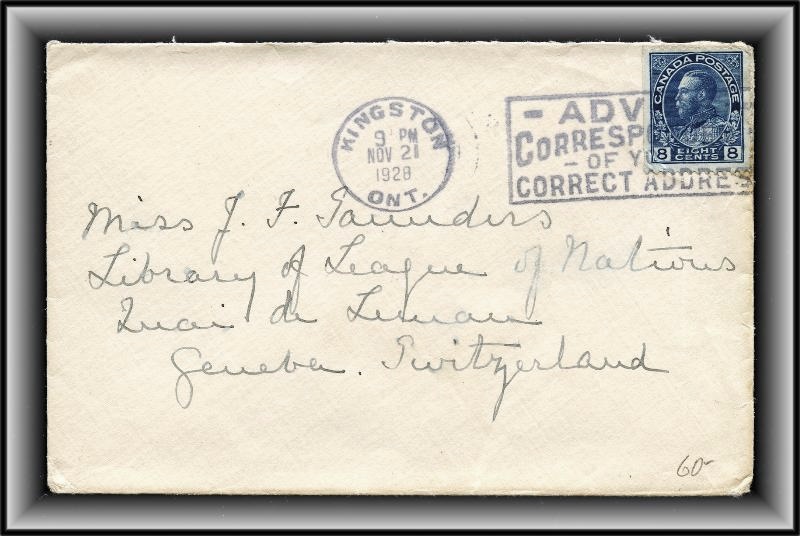 KINGSTON
9 PM
NOV 21
1928
ONT.
- ADV
CORRESP
- OF Y
CORRECT ADDRES
CANADA POSTAGE
8 EIGHT CENTS 8
Miss J. F. Saunders
Library of League of Nations
Quai de Leman
Geneva. Switzerland
60-